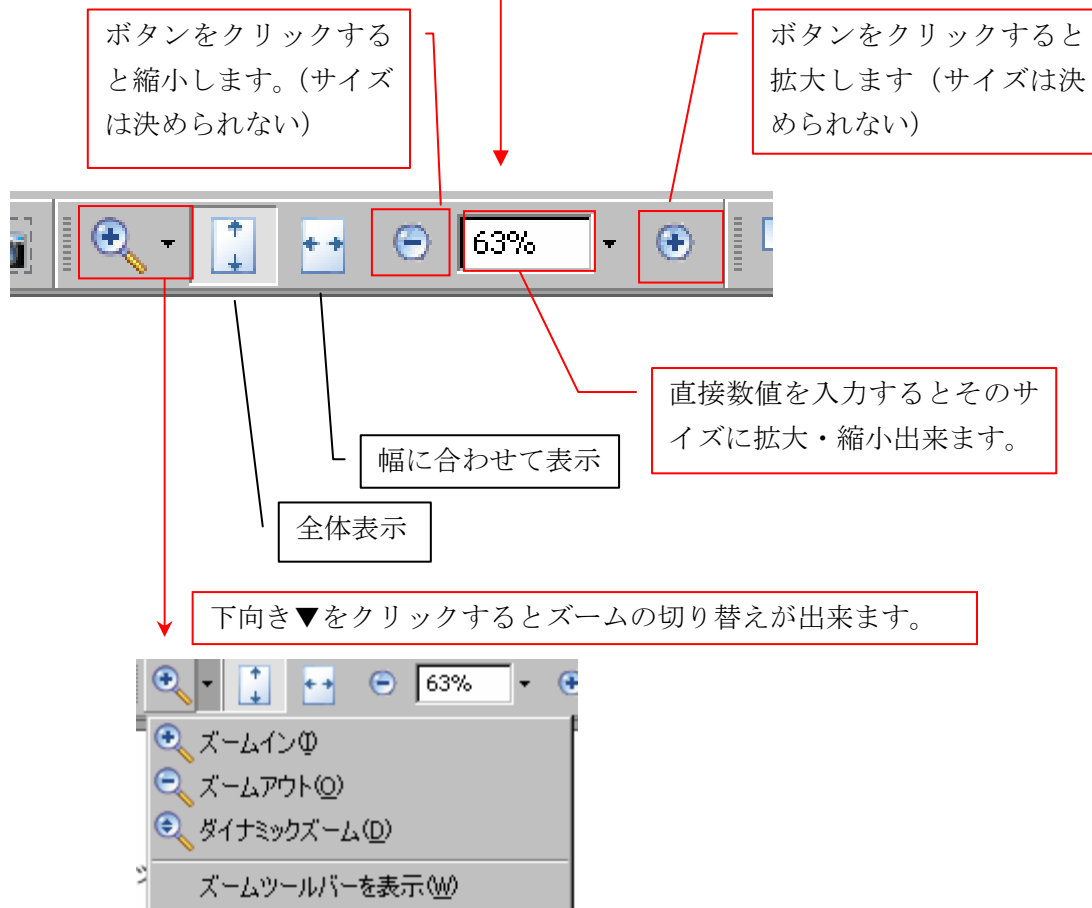 ボタンをクリックする
と縮小します。（サイズ
は決められない）
ボタンをクリックすると
拡大します（サイズは決
められない）
63%
直接数値を入力するとそのサ
イズに拡大・縮小出来ます。
幅に合わせて表示
全体表示
下向き▼をクリックするとズームの切り替えが出来ます。
63%
ズームイン(I)
ズームアウト(O)
ダイナミックズーム(D)
ズームツールバーを表示(W)